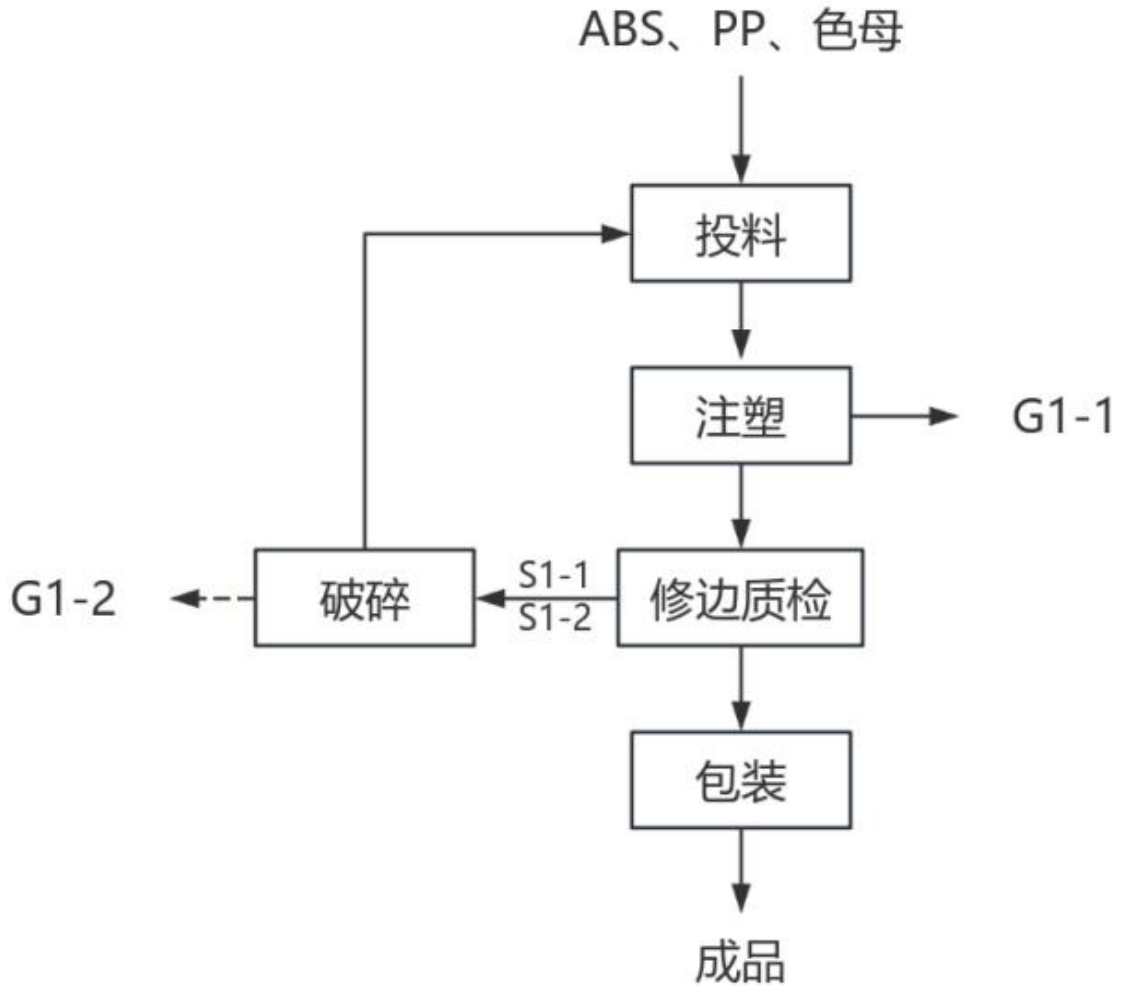 ABS、PP、色母
投料
注塑
G1-1
G1-2
破碎
S1-1
S1-2
修边质检
包装
成品